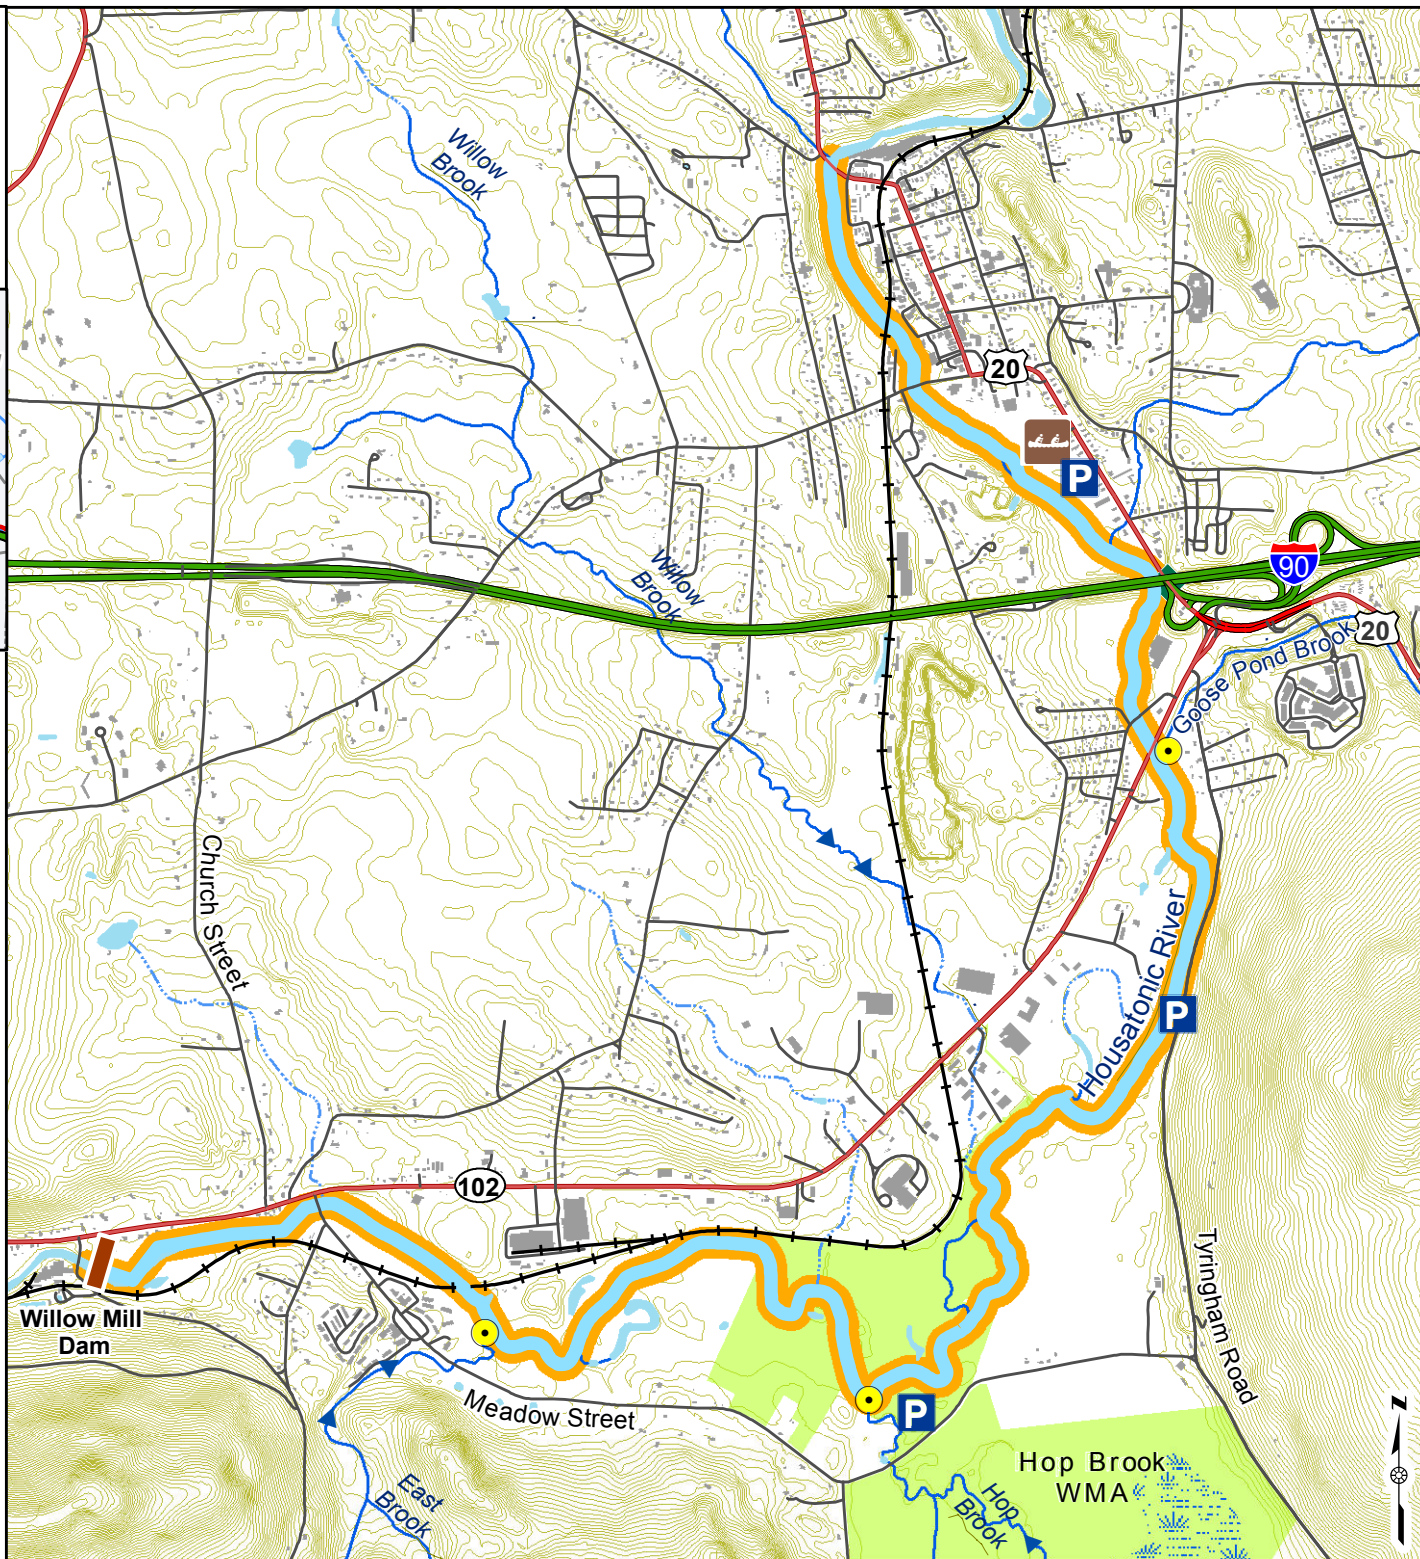 Willow
Brook
20
P
90
Willow
Brook
20
Goose Pond Brook
Church Street
Housatonic River
P
102
Willow Mill
Dam
Tyringham Road
Meadow Street
P
Hop Brook
WMA
East
Brook
Hop
Brook
N